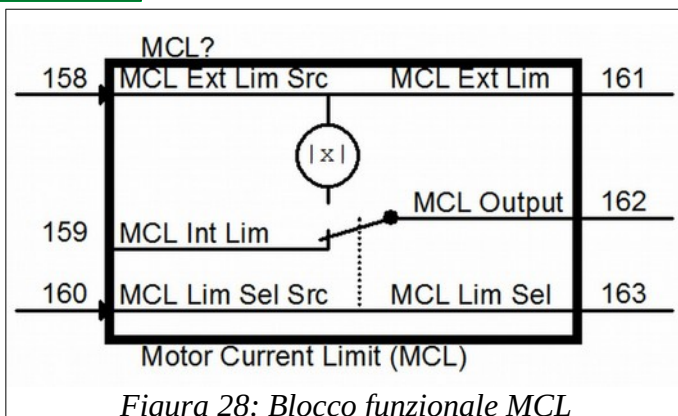 MCL?
158 MCL Ext Lim Src MCL Ext Lim 161
|x|
MCL Output 162
159 MCL Int Lim
160 MCL Lim Sel Src MCL Lim Sel 163
Motor Current Limit (MCL)
Figura 28: Blocco funzionale MCL